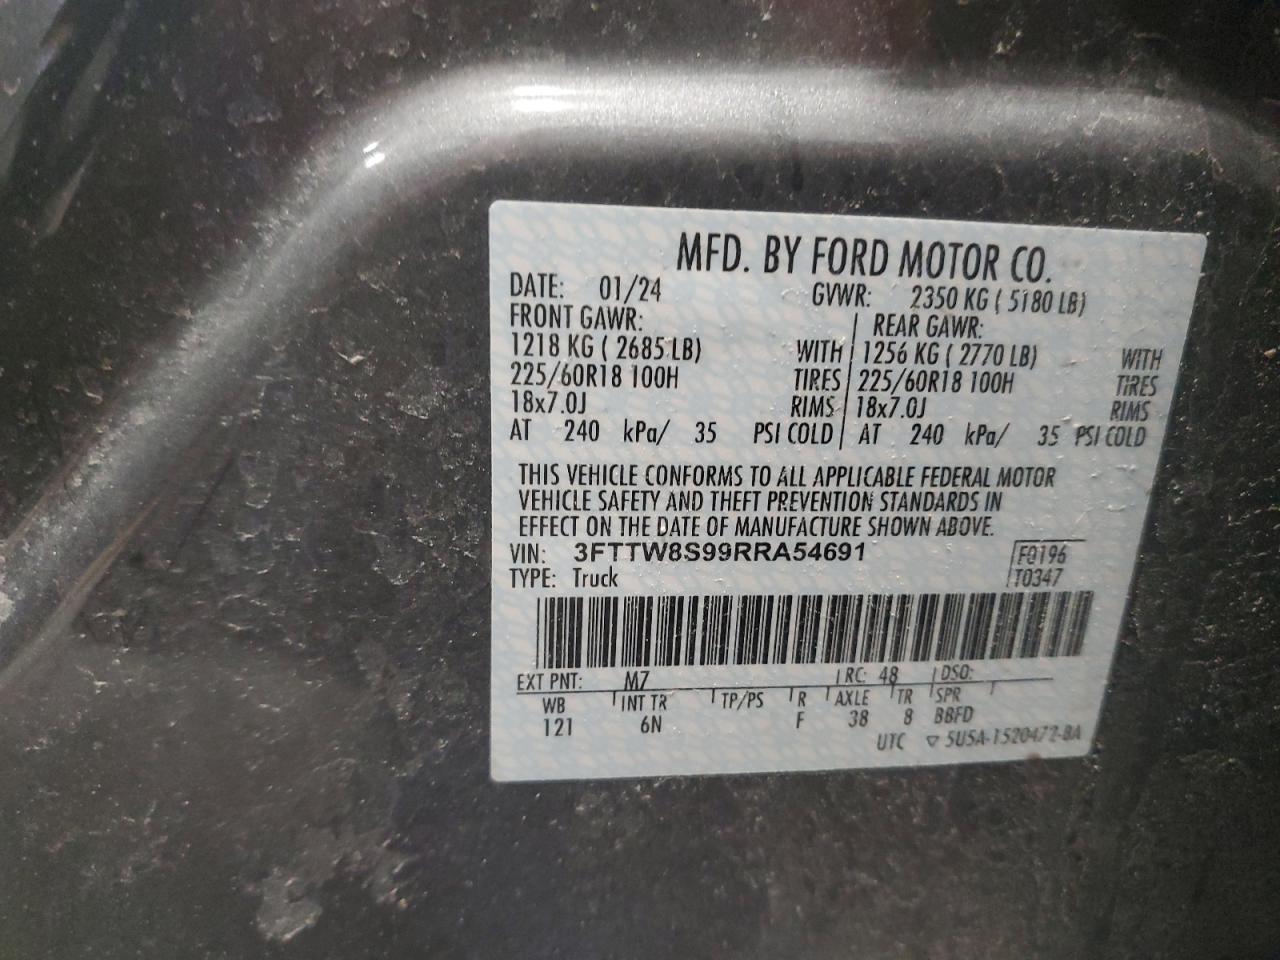 MFD. BY FORD MOTOR CO.
DATE: 01/24 GVWR: 2350 KG ( 5180 LB)
FRONT GAWR: REAR GAWR:
1218 KG ( 2685 LB) WITH 1256 KG ( 2770 LB) WITH
225/60R18 100H TIRES 225/60R18 100H TIRES
18x7.0J RIMS 18x7.0J RIMS
AT 240 kPa/ 35 PSI COLD AT 240 kPa/ 35 PSI COLD
THIS VEHICLE CONFORMS TO ALL APPLICABLE FEDERAL MOTOR
VEHICLE SAFETY AND THEFT PREVENTION STANDARDS IN
EFFECT ON THE DATE OF MANUFACTURE SHOWN ABOVE.
VIN: 3FTTW8S99RRA54691 F0196
TYPE: Truck T0347
EXT PNT: M7 RC: 48 DSO:
WB INT TR TP/PS R AXLE TR SPR
121 6N F 38 8 BBFD
UTC ▽ 5U5A-1520472-BA